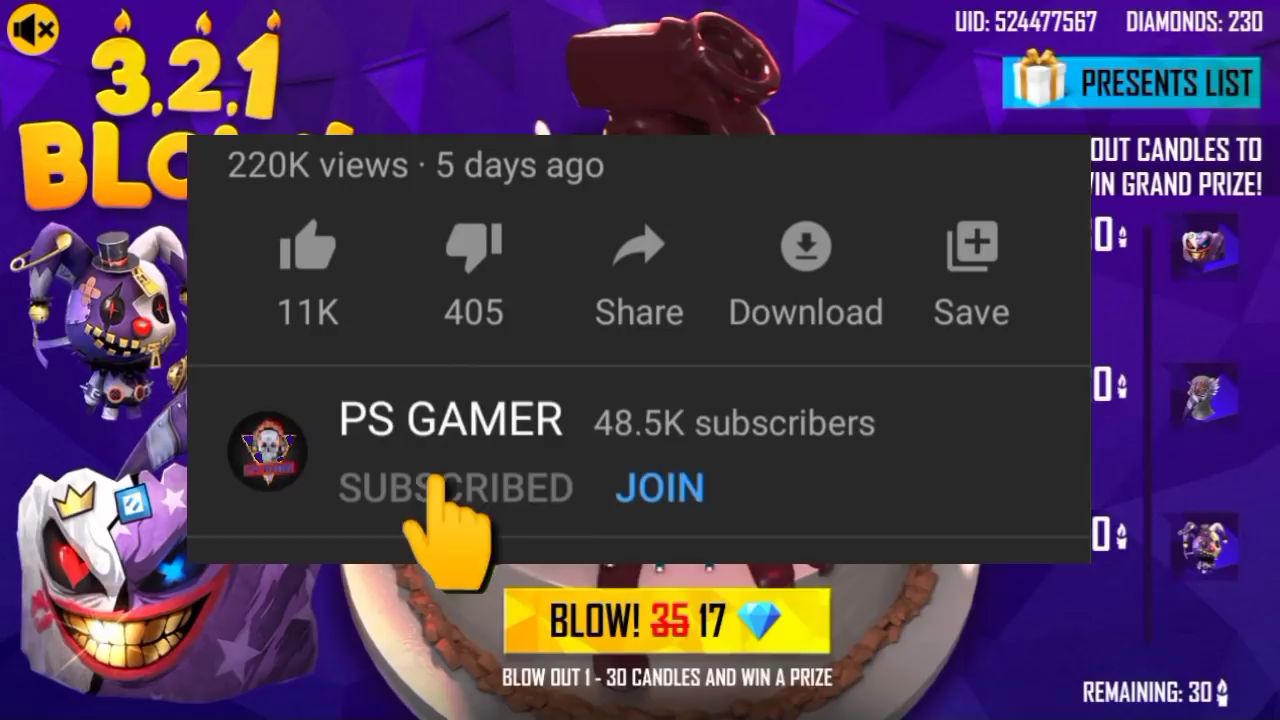 UID: 524477567 DIAMONDS: 230
3.2.1
PRESENTS LIST
OUT CANDLES TO
GRAND PRIZE!
220K views · 5 days ago
11K 405 Share Download Save
PS GAMER 48.5K subscribers
SUBSCRIBED JOIN
BLOW! 35 17
BLOW OUT 1 - 30 CANDLES AND WIN A PRIZE
REMAINING: 30